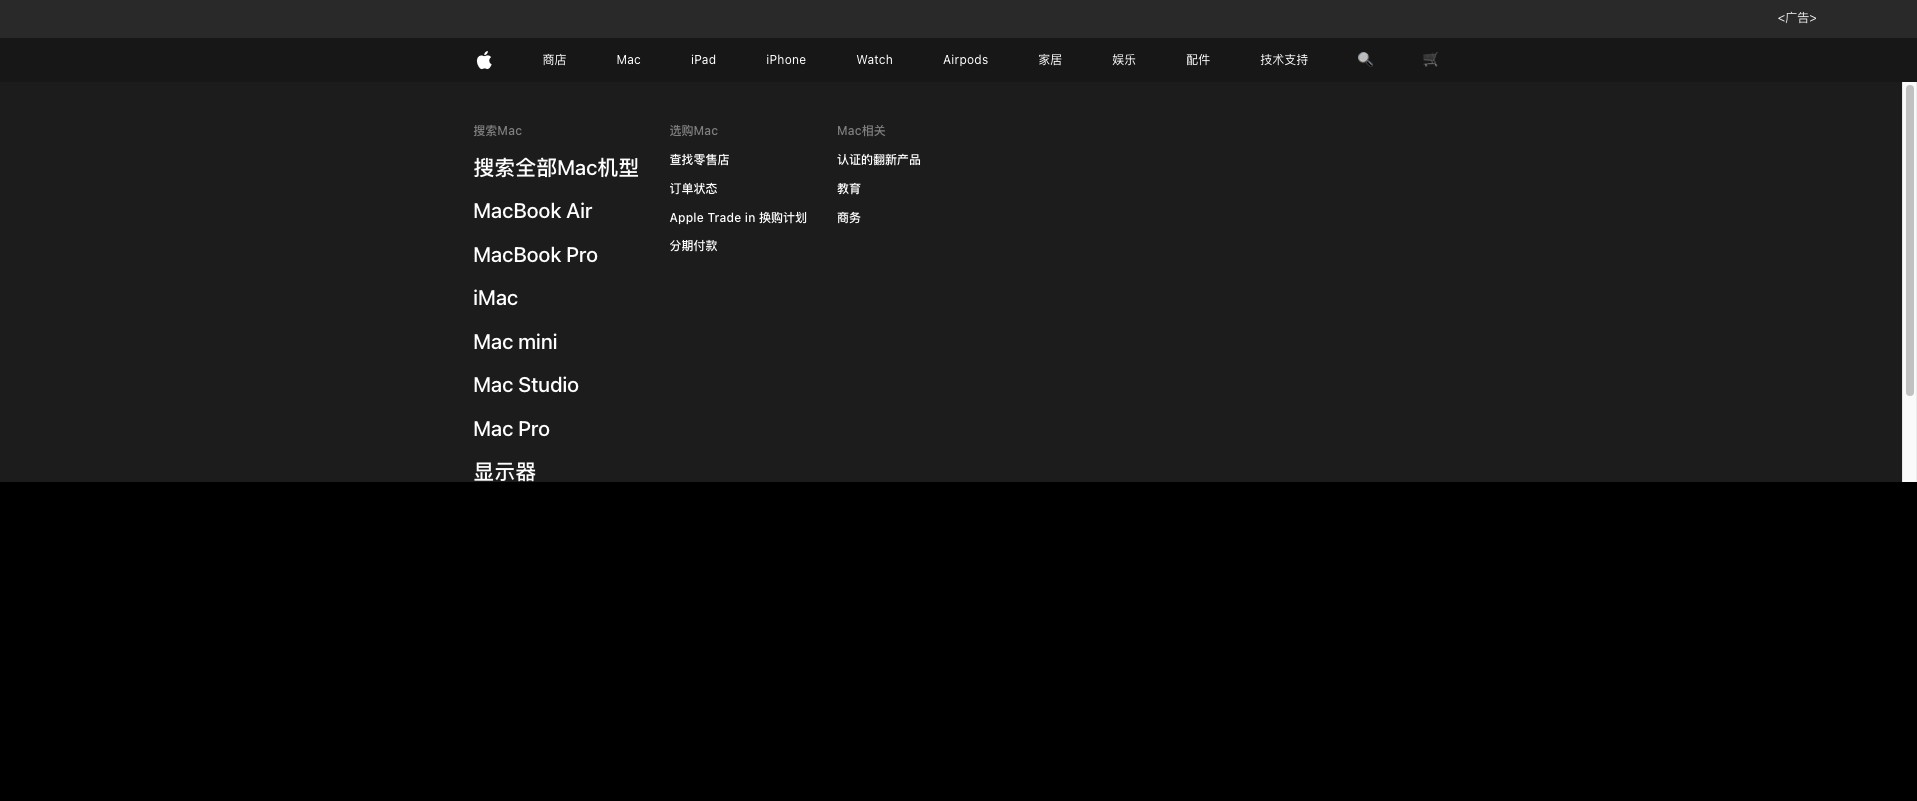 <广告>
商店 Mac iPad iPhone Watch Airpods 家居 娱乐 配件 技术支持
搜索Mac
搜索全部Mac机型
MacBook Air
MacBook Pro
iMac
Mac mini
Mac Studio
Mac Pro
显示器
选购Mac
查找零售店
订单状态
Apple Trade in 换购计划
分期付款
Mac相关
认证的翻新产品
教育
商务